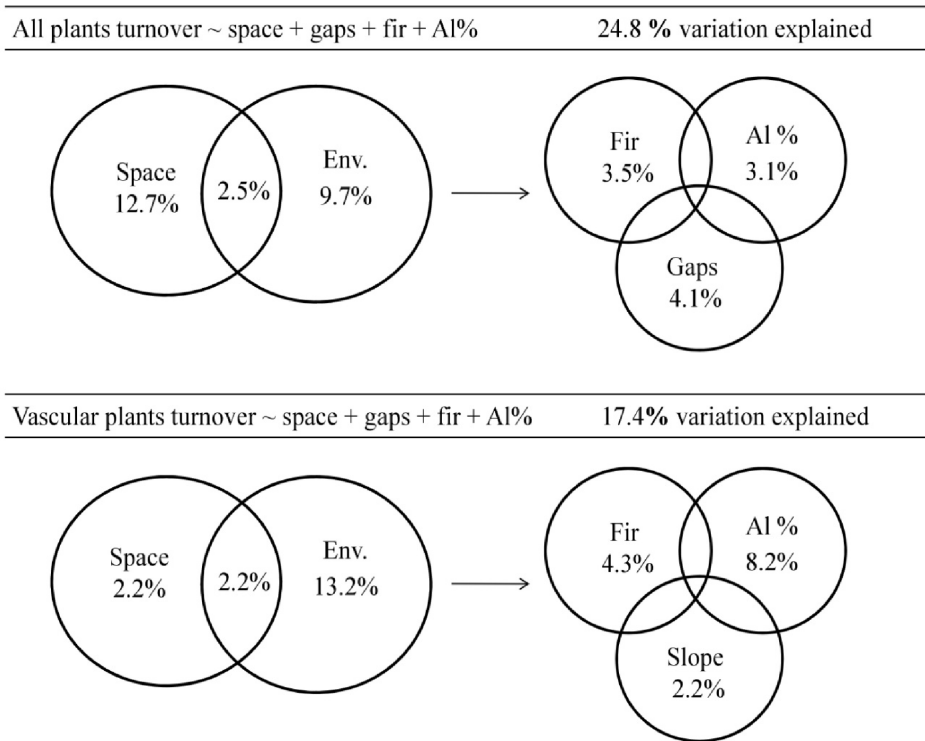 All plants turnover ~ space + gaps + fir + Al% 24.8 % variation explained
Space
12.7%
2.5%
Env.
9.7%
Fir
3.5%
Al %
3.1%
Gaps
4.1%
Vascular plants turnover ~ space + gaps + fir + Al% 17.4% variation explained
Space
2.2%
2.2%
Env.
13.2%
Fir
4.3%
Al %
8.2%
Slope
2.2%